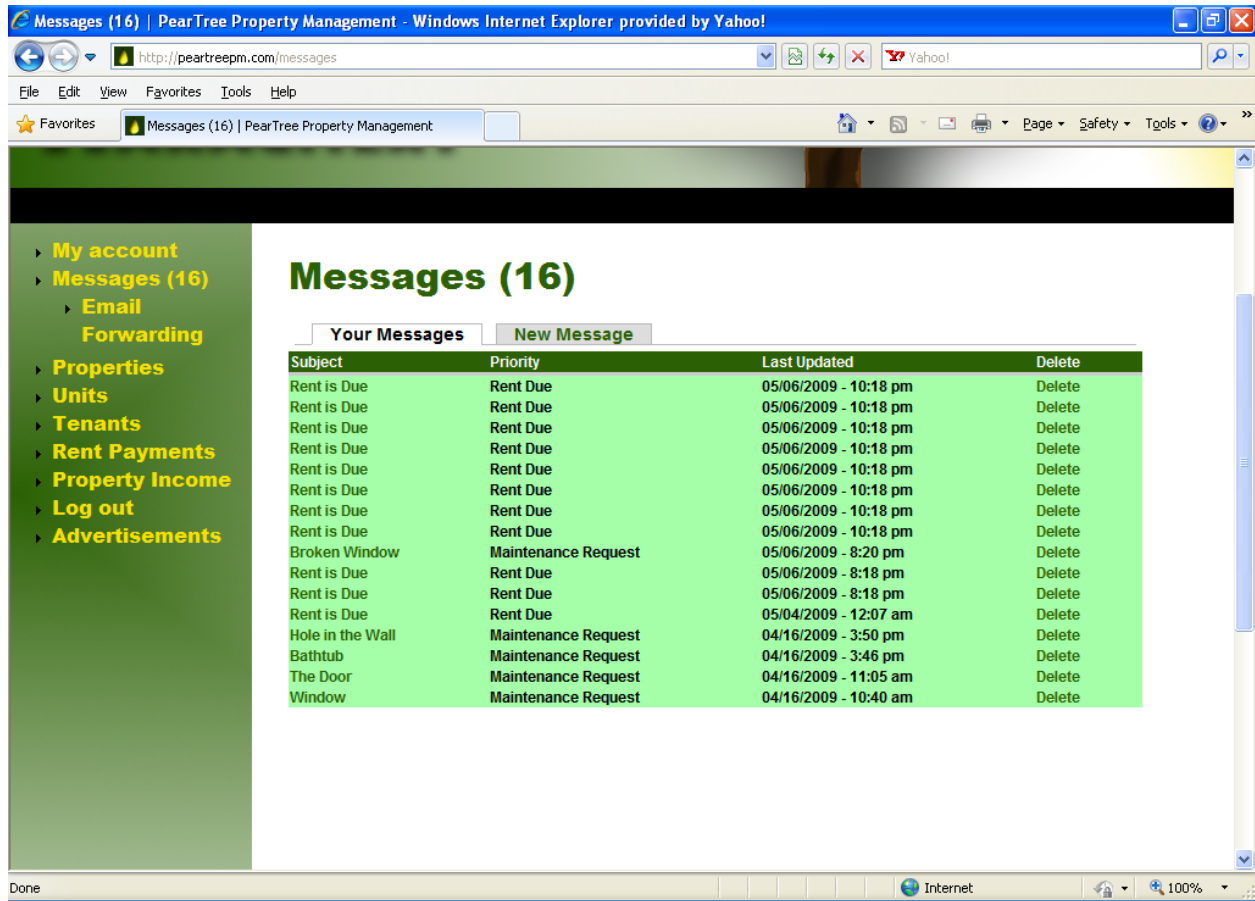 Messages (16) | PearTree Property Management - Windows Internet Explorer provided by Yahoo!
http://peartreepm.com/messages
Yahoo!
File Edit View Favorites Tools Help
Favorites Messages (16) | PearTree Property Management Page Safety Tools
My account
Messages (16)
Email
Forwarding
Properties
Units
Tenants
Rent Payments
Property Income
Log out
Advertisements
Messages (16)
Your Messages New Message
Subject Priority Last Updated Delete
Rent is Due Rent Due 05/06/2009 - 10:18 pm Delete
Rent is Due Rent Due 05/06/2009 - 10:18 pm Delete
Rent is Due Rent Due 05/06/2009 - 10:18 pm Delete
Rent is Due Rent Due 05/06/2009 - 10:18 pm Delete
Rent is Due Rent Due 05/06/2009 - 10:18 pm Delete
Rent is Due Rent Due 05/06/2009 - 10:18 pm Delete
Rent is Due Rent Due 05/06/2009 - 10:18 pm Delete
Rent is Due Rent Due 05/06/2009 - 10:18 pm Delete
Broken Window Maintenance Request 05/06/2009 - 8:20 pm Delete
Rent is Due Rent Due 05/06/2009 - 8:18 pm Delete
Rent is Due Rent Due 05/06/2009 - 8:18 pm Delete
Rent is Due Rent Due 05/04/2009 - 12:07 am Delete
Hole in the Wall Maintenance Request 04/16/2009 - 3:50 pm Delete
Bathtub Maintenance Request 04/16/2009 - 3:46 pm Delete
The Door Maintenance Request 04/16/2009 - 11:05 am Delete
Window Maintenance Request 04/16/2009 - 10:40 am Delete
Done Internet 100%